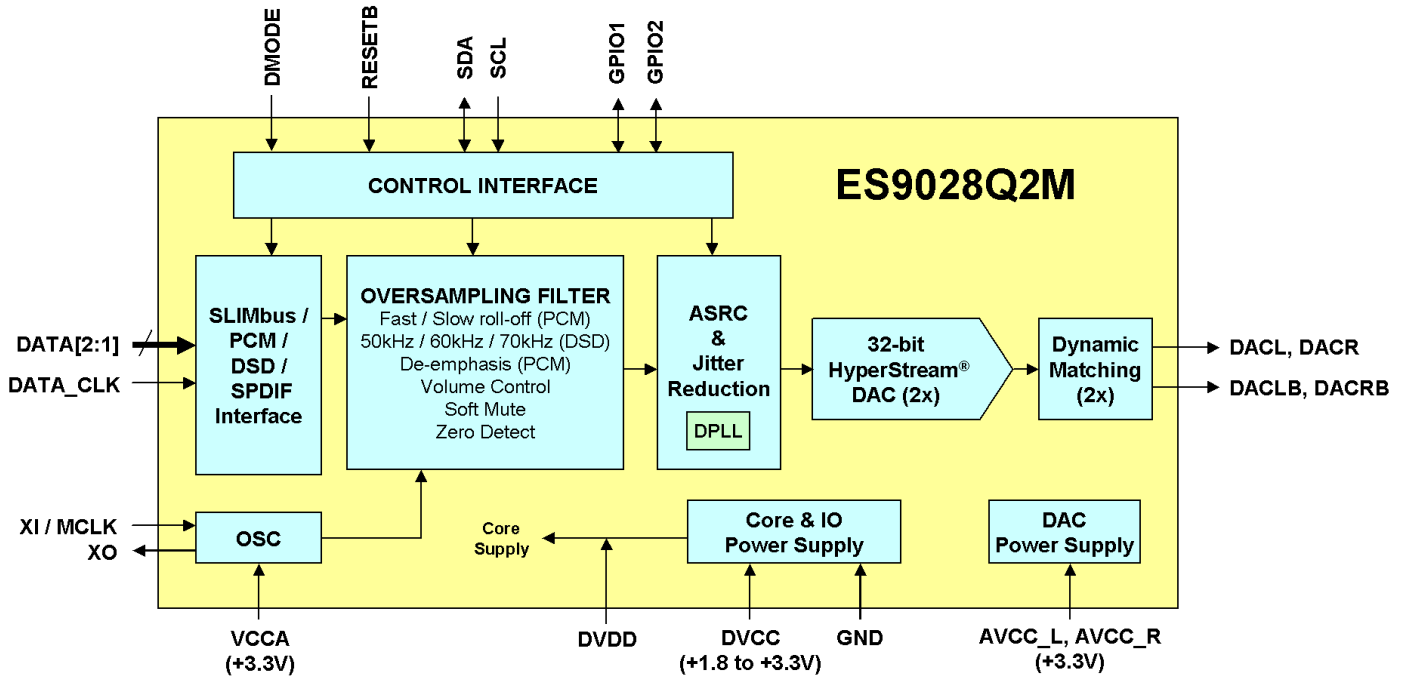 DMODE
RESETB
SDA
SCL
GPIO1
GPIO2
CONTROL INTERFACE
ES9028Q2M
DATA[2:1]
DATA_CLK
SLIMbus /
PCM /
DSD /
SPDIF
Interface
OVERSAMPLING FILTER
Fast / Slow roll-off (PCM)
50kHz / 60kHz / 70kHz (DSD)
De-emphasis (PCM)
Volume Control
Soft Mute
Zero Detect
ASRC
&
Jitter
Reduction
DPLL
32-bit
HyperStream®
DAC (2x)
Dynamic
Matching
(2x)
DACL, DACR
DACLB, DACRB
XI / MCLK
XO
OSC
Core
Supply
Core & IO
Power Supply
DAC
Power Supply
VCCA
(+3.3V)
DVDD
DVCC
(+1.8 to +3.3V)
GND
AVCC_L, AVCC_R
(+3.3V)